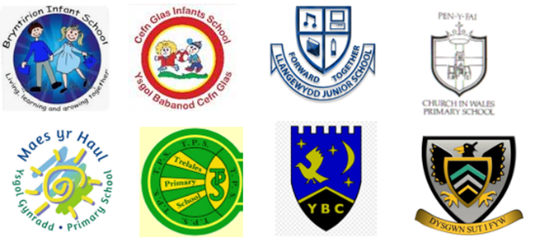 Bryntirion Infant School
Living, learning and growing together
Cefn Glas Infants School
Ysgol Babanod Cefn Glas
FORWARD TOGETHER
LLANGEWYDD JUNIOR SCHOOL
PEN-Y-FAI
CHURCH IN WALES
PRIMARY SCHOOL
Maes yr Haul
Ysgol Gynradd • Primary School
T.P.S. T.P.S. Y.P.S. T.P.S. T.P.S.
Trelales
Primary
School
TPS
YBC
DYSGWN SUT I FYW